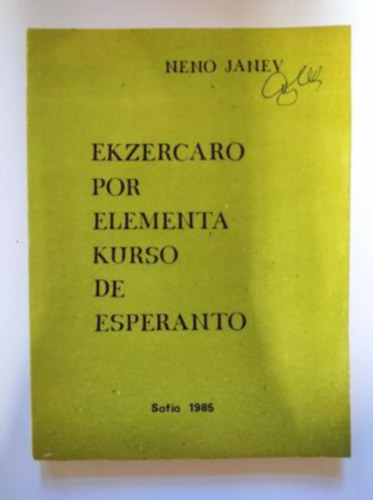 NENO JANEV
EKZERCARO
POR
ELEMENTA
KURSO
DE
ESPERANTO
Sofio 1985